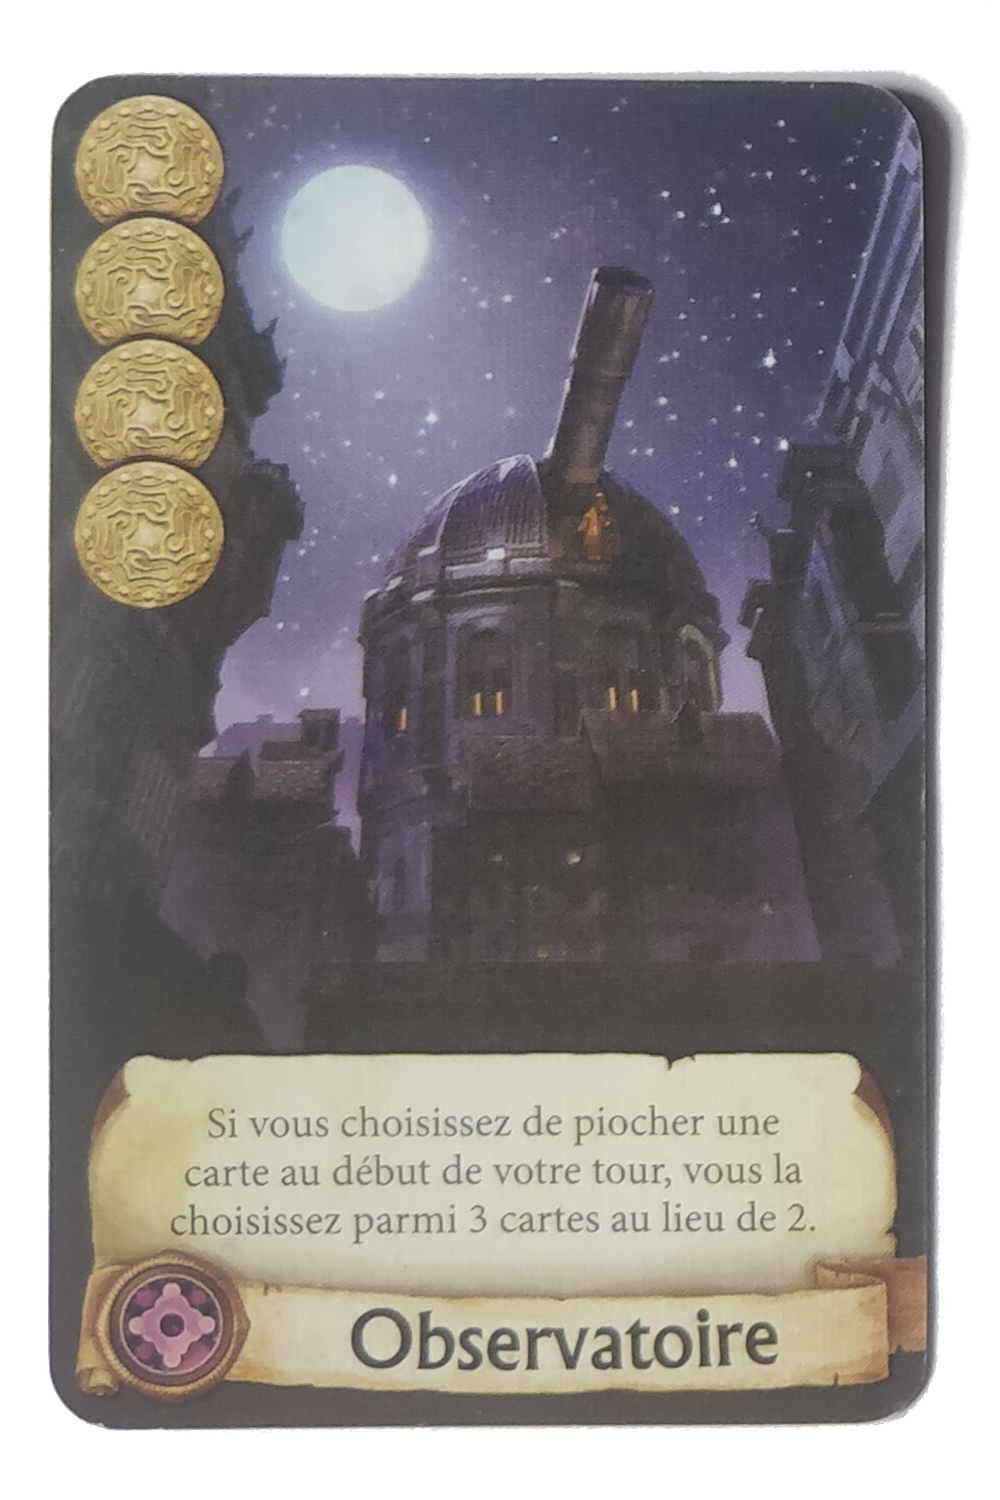 Si vous choisissez de piocher une
carte au début de votre tour, vous la
choisissez parmi 3 cartes au lieu de 2.
Observatoire